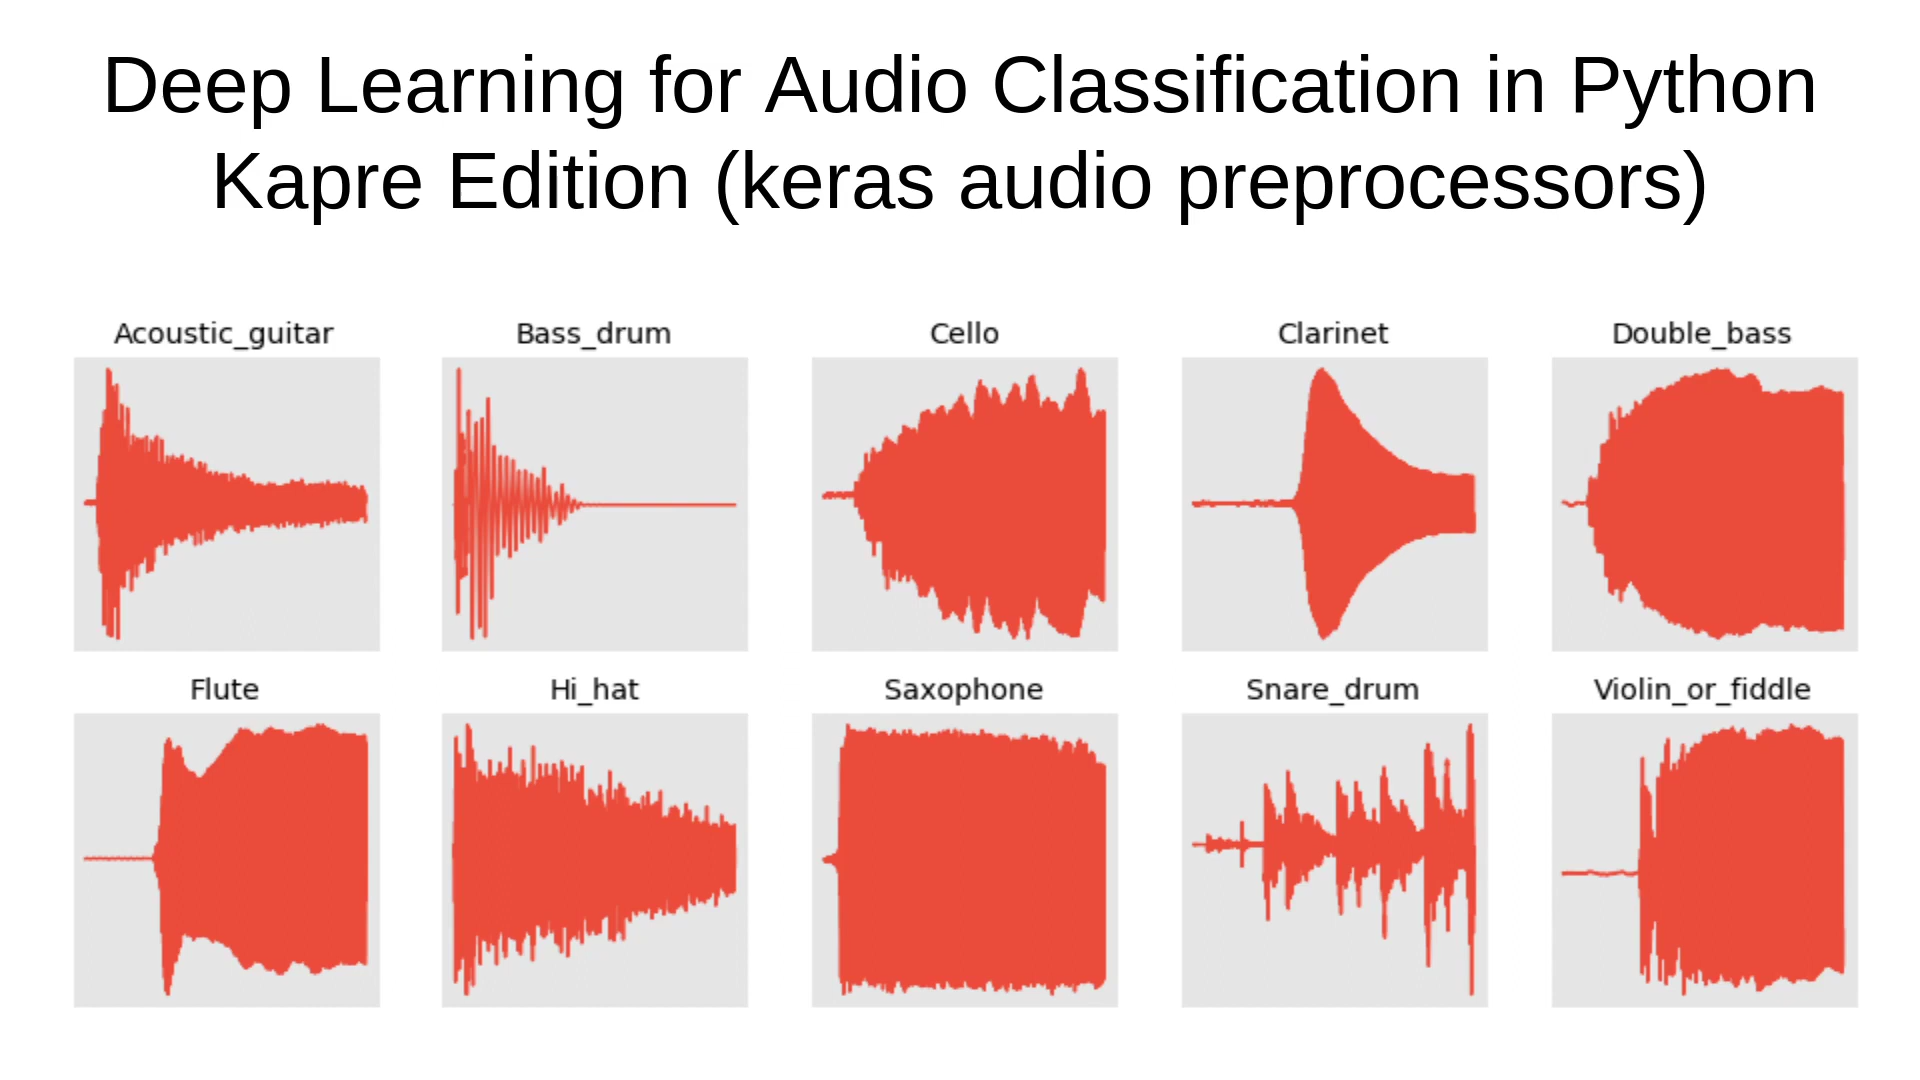 Deep Learning for Audio Classification in Python
Kapre Edition (keras audio preprocessors)
Acoustic_guitar
Bass_drum
Cello
Clarinet
Double_bass
Flute
Hi_hat
Saxophone
Snare_drum
Violin_or_fiddle